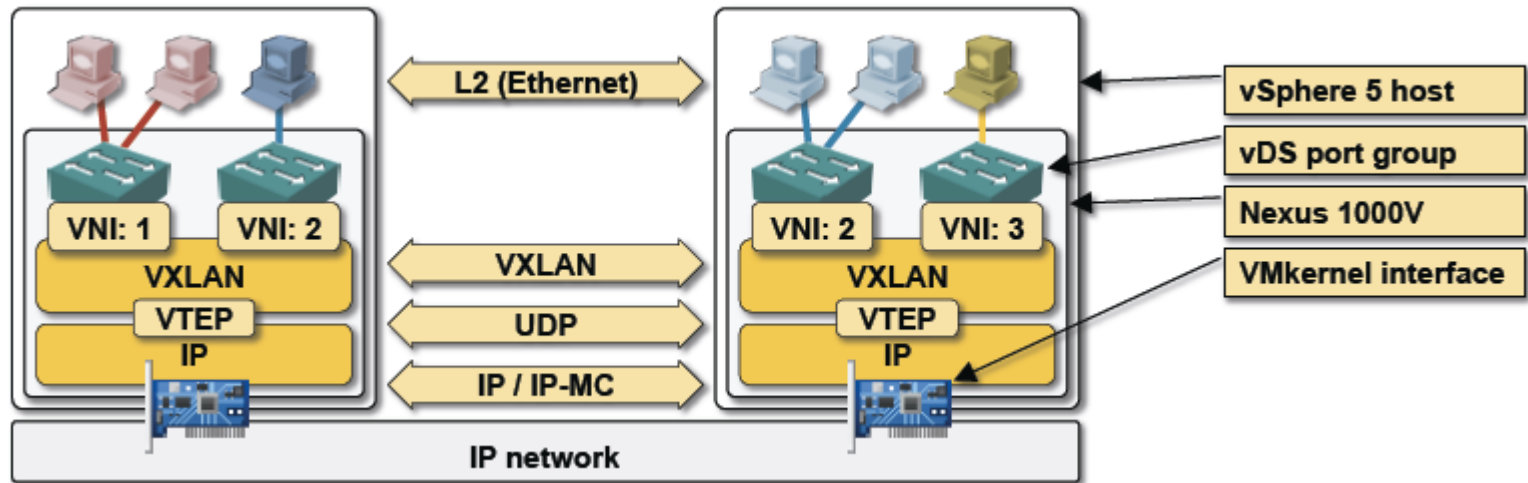 L2 (Ethernet)
vSphere 5 host
vDS port group
VNI: 1
VNI: 2
VNI: 2
VNI: 3
Nexus 1000V
VXLAN
VXLAN
VXLAN
VMkernel interface
VTEP
UDP
VTEP
IP
IP
IP / IP-MC
IP network